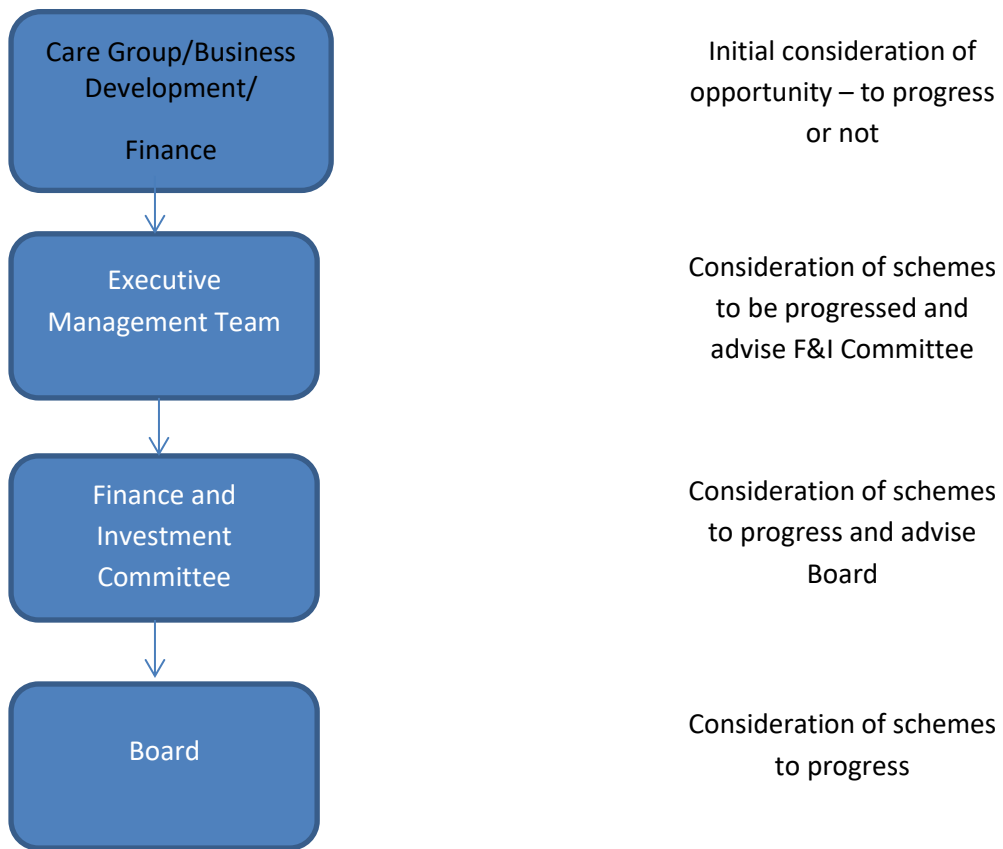 Care Group/Business
Development/
Finance
Initial consideration of
opportunity – to progress
or not
Executive
Management Team
Consideration of schemes
to be progressed and
advise F&I Committee
Finance and
Investment
Committee
Consideration of schemes
to progress and advise
Board
Board
Consideration of schemes
to progress